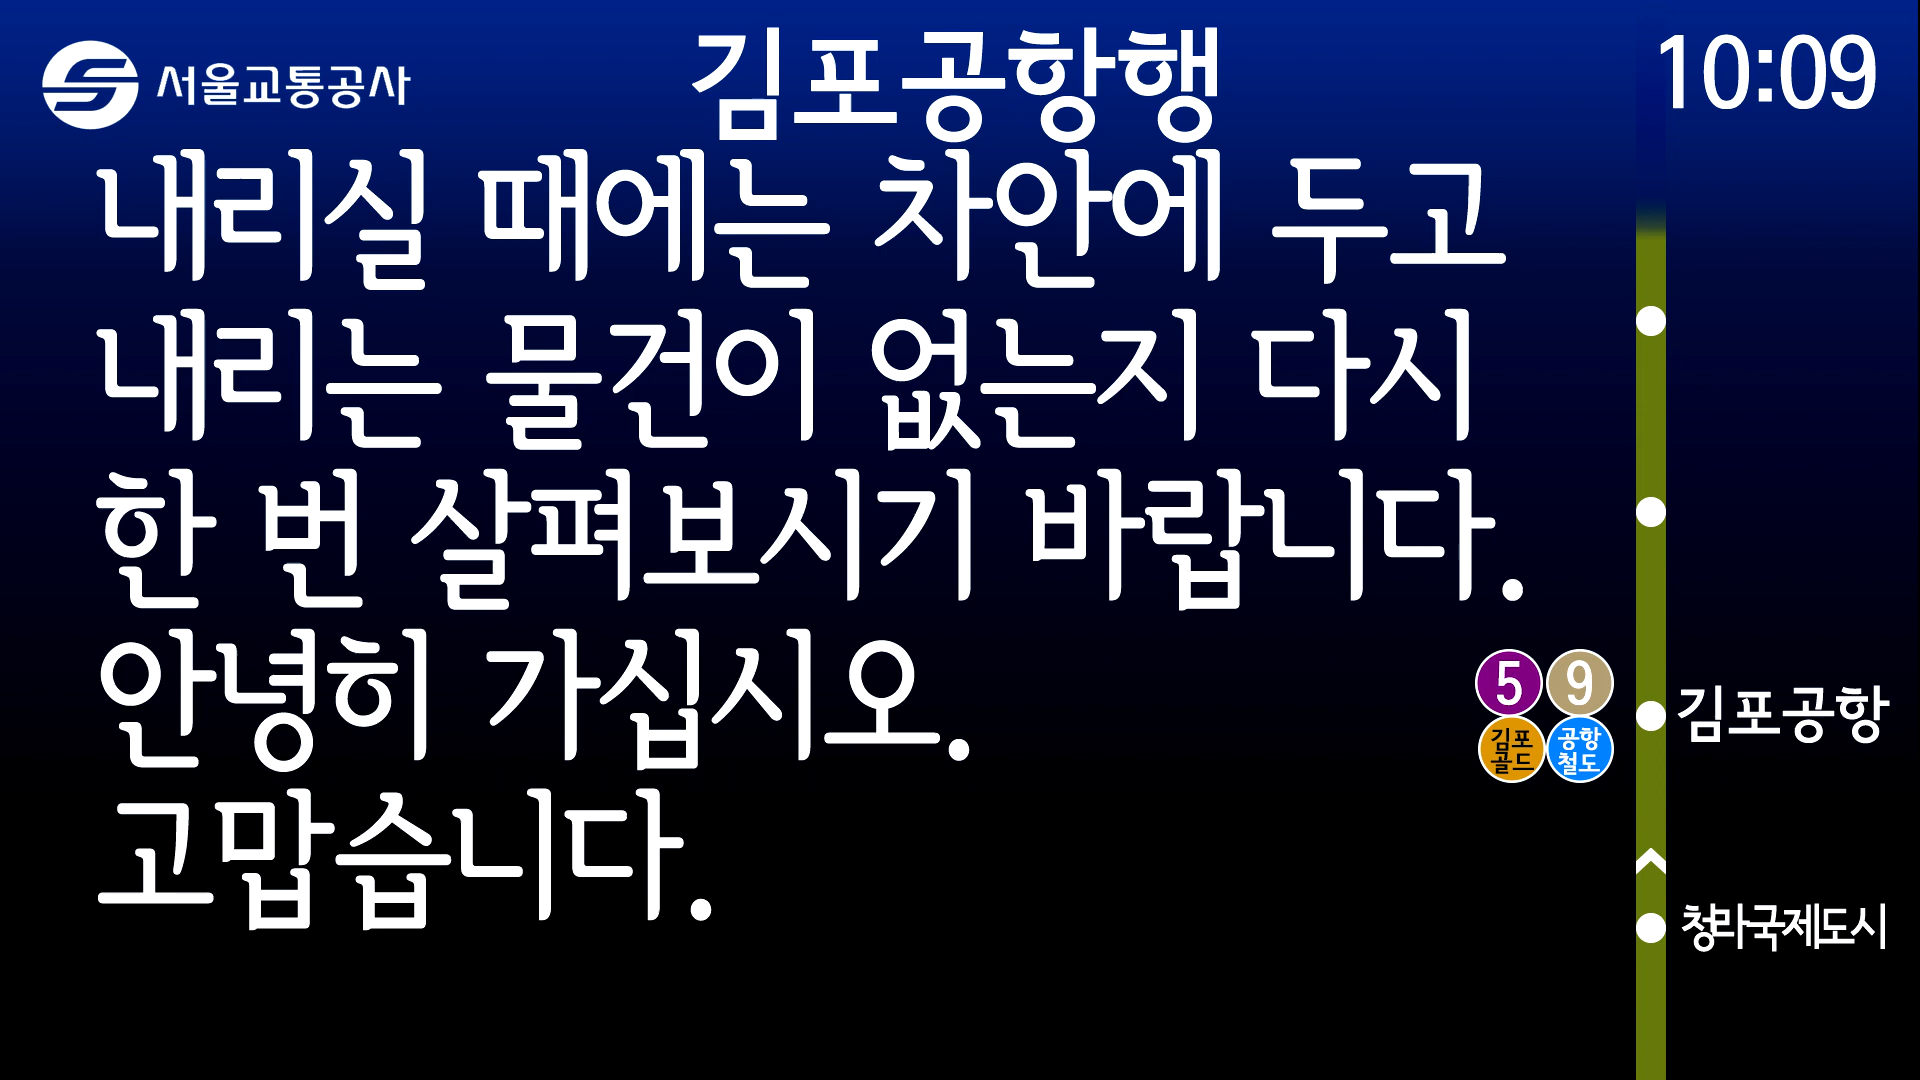 서울교통공사
김포공항행
10:09
내리실 때에는 차안에 두고
내리는 물건이 없는지 다시
한 번 살펴보시기 바랍니다.
안녕히 가십시오.
고맙습니다.
5
9
김포
골드
공항
철도
김포공항
청라국제도시